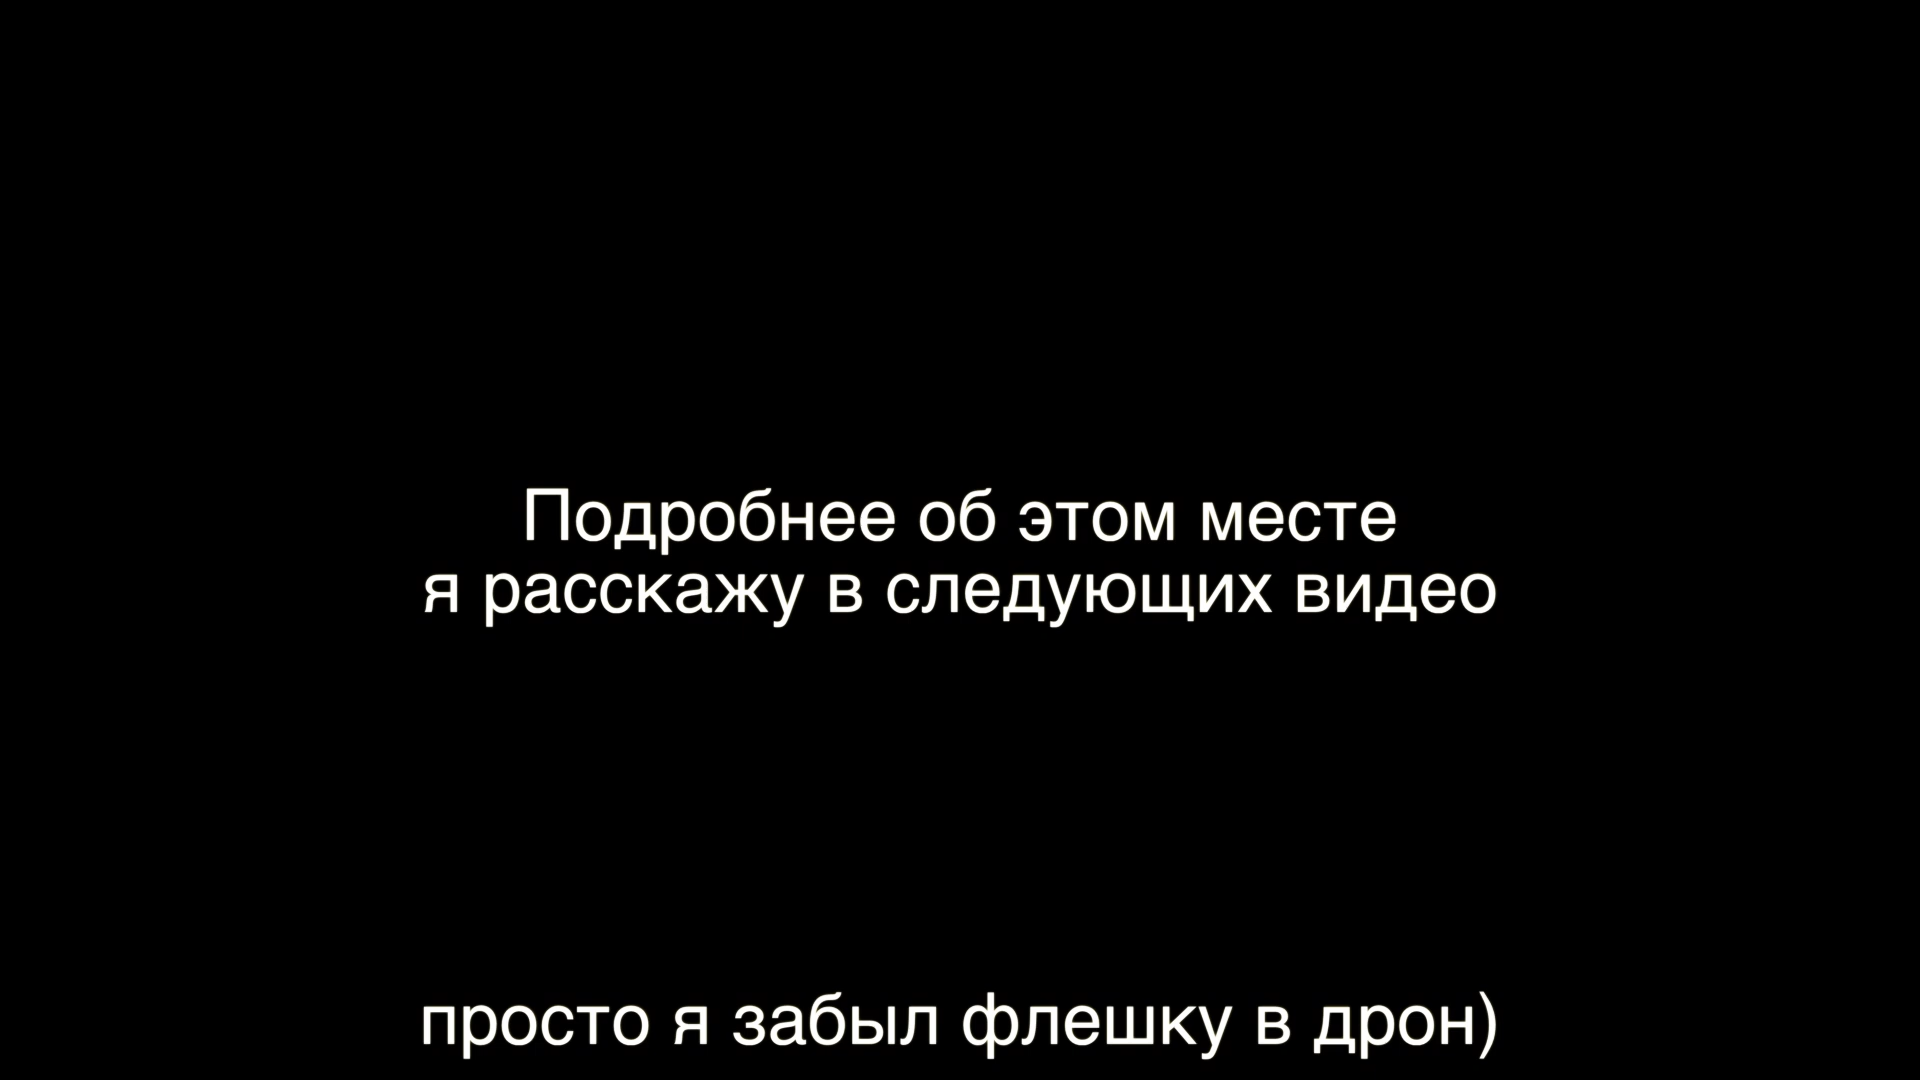 Подробнее об этом месте
я расскажу в следующих видео
просто я забыл флешку в дрон)